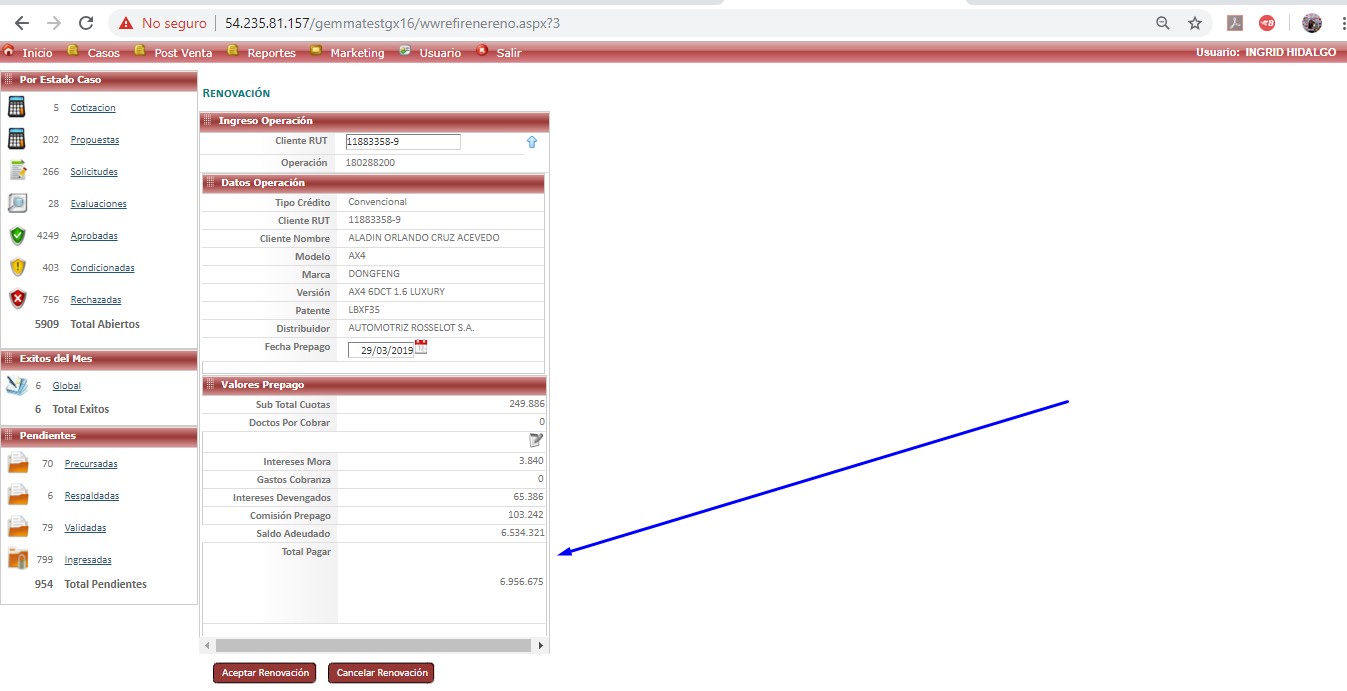 No seguro | 54.235.81.157/gemmatestgx16/wwrefirenereno.aspx?3
Inicio Casos Post Venta Reportes Marketing Usuario Salir Usuario: INGRID HIDALGO
Por Estado Caso
5 Cotizacion
202 Propuestas
266 Solicitudes
28 Evaluaciones
4249 Aprobadas
403 Condicionadas
756 Rechazadas
5909 Total Abiertos
Exitos del Mes
6 Global
6 Total Exitos
Pendientes
70 Precursadas
6 Respaldadas
79 Validadas
799 Ingresadas
954 Total Pendientes
RENOVACIÓN
Ingreso Operación
Cliente RUT 11883358-9
Operación 180288200
Datos Operación
Tipo Crédito Convencional
Cliente RUT 11883358-9
Cliente Nombre ALADIN ORLANDO CRUZ ACEVEDO
Modelo AX4
Marca DONGFENG
Versión AX4 6DCT 1.6 LUXURY
Patente LBXF35
Distribuidor AUTOMOTRIZ ROSSELOT S.A.
Fecha Prepago 29/03/2019
Valores Prepago
Sub Total Cuotas 249.886
Doctos Por Cobrar 0
Intereses Mora 3.840
Gastos Cobranza 0
Intereses Devengados 65.386
Comisión Prepago 103.242
Saldo Adeudado 6.534.321
Total Pagar 6.956.675
Aceptar Renovación Cancelar Renovación